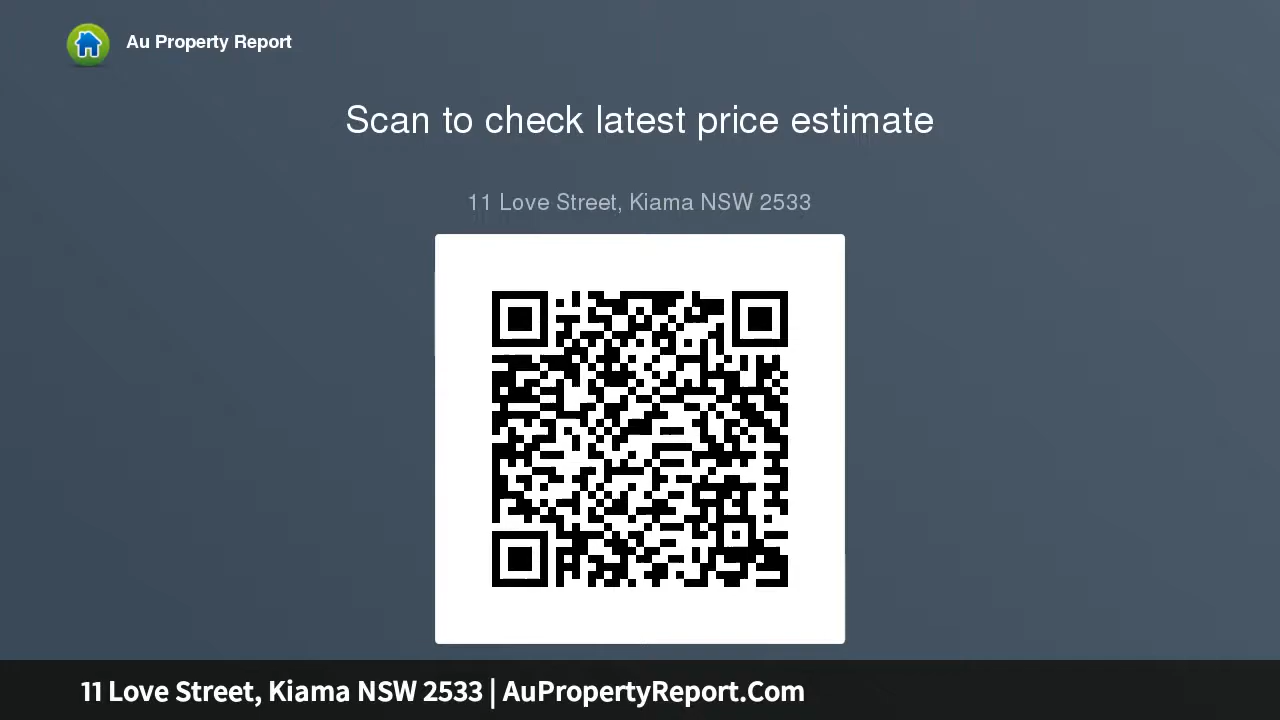 Au Property Report
Scan to check latest price estimate
11 Love Street, Kiama NSW 2533
11 Love Street, Kiama NSW 2533 | AuPropertyReport.Com